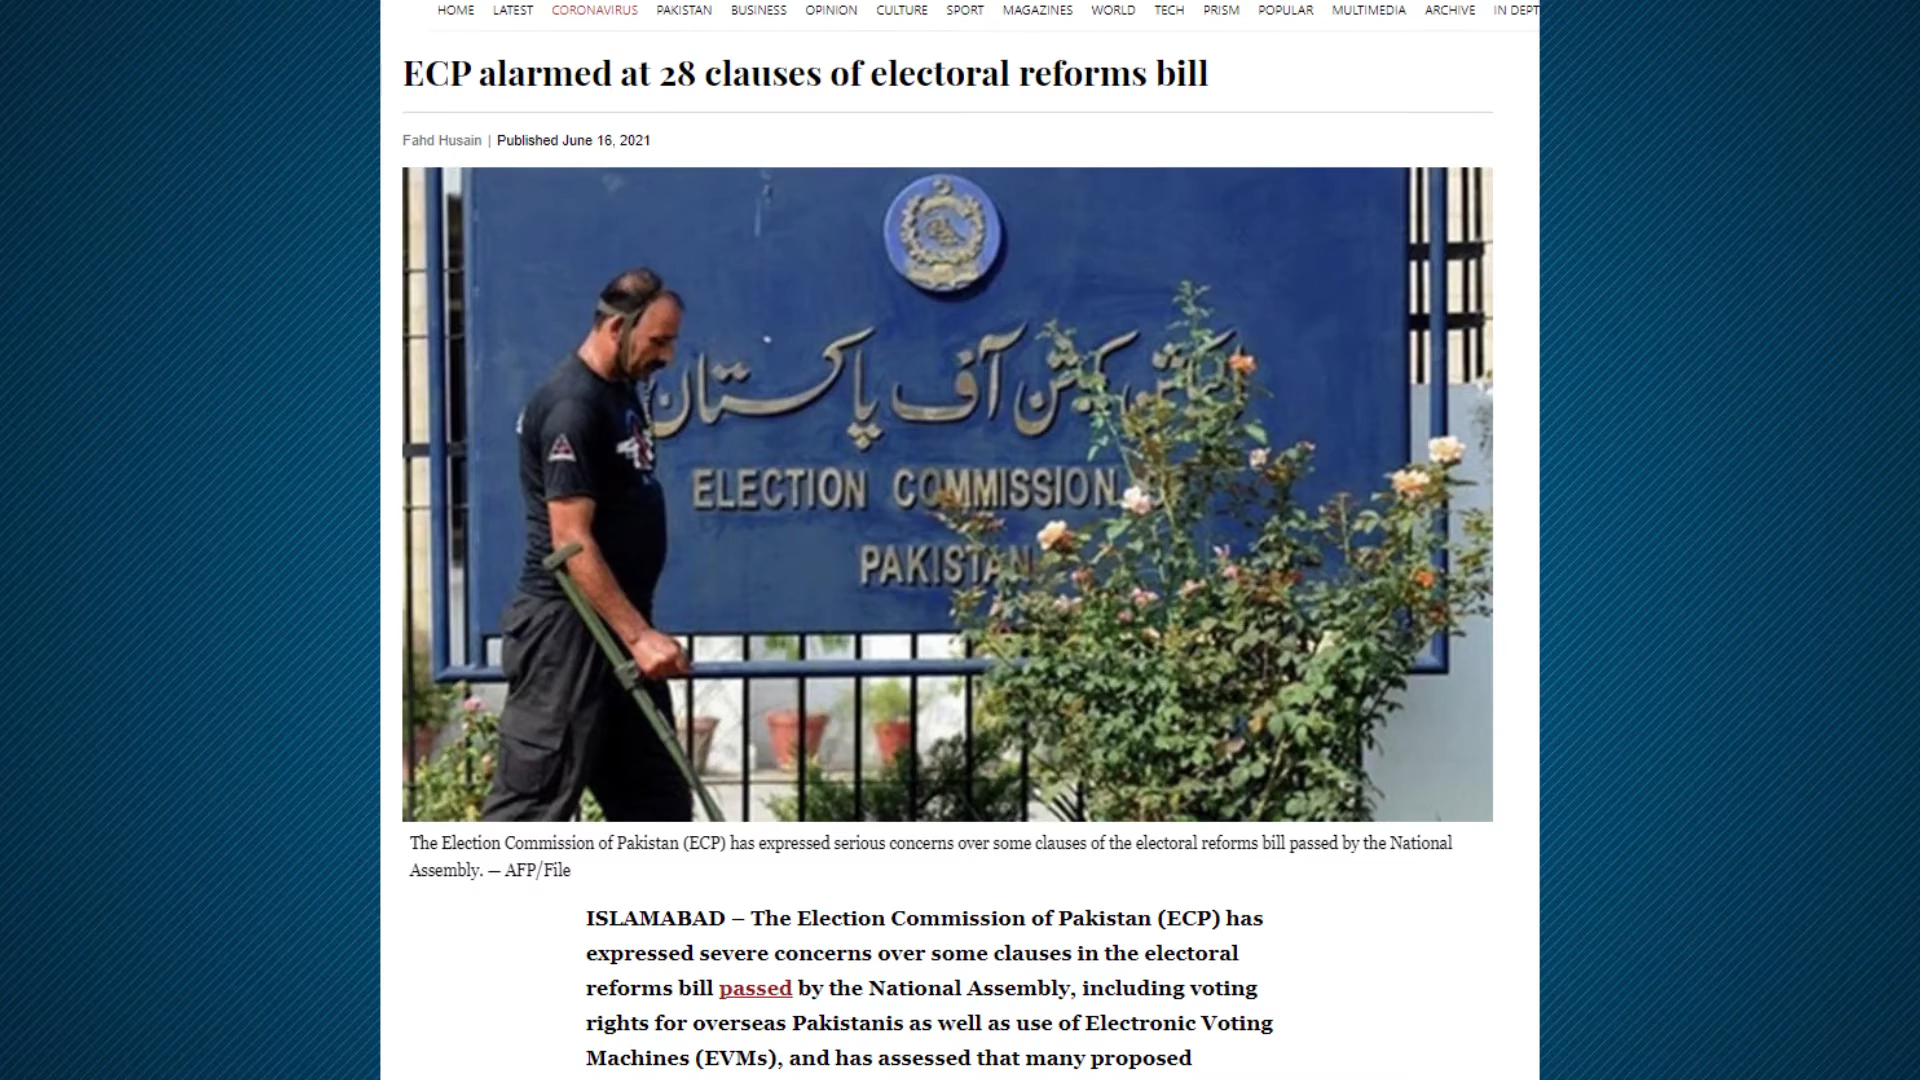 HOME LATEST CORONAVIRUS PAKISTAN BUSINESS OPINION CULTURE SPORT MAGAZINES WORLD TECH PRISM POPULAR MULTIMEDIA ARCHIVE IN DEPT
ECP alarmed at 28 clauses of electoral reforms bill
Fahd Husain | Published June 16, 2021
الیکشن کمیشن آف پاکستان
ELECTION COMMISSION
PAKISTAN
The Election Commission of Pakistan (ECP) has expressed serious concerns over some clauses of the electoral reforms bill passed by the National
Assembly. — AFP/File
ISLAMABAD – The Election Commission of Pakistan (ECP) has
expressed severe concerns over some clauses in the electoral
reforms bill passed by the National Assembly, including voting
rights for overseas Pakistanis as well as use of Electronic Voting
Machines (EVMs), and has assessed that many proposed